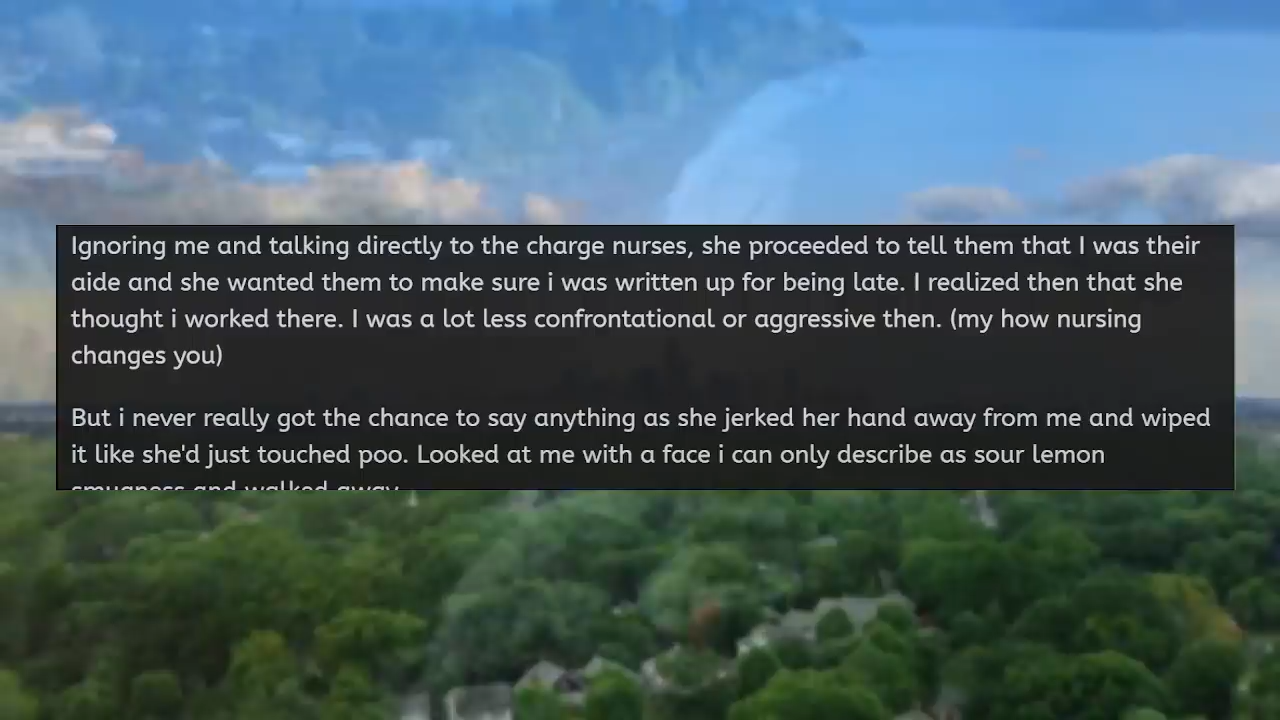 Ignoring me and talking directly to the charge nurses, she proceeded to tell them that I was their
aide and she wanted them to make sure i was written up for being late. I realized then that she
thought i worked there. I was a lot less confrontational or aggressive then. (my how nursing
changes you)
But i never really got the chance to say anything as she jerked her hand away from me and wiped
it like she'd just touched poo. Looked at me with a face i can only describe as sour lemon
smugness and walked away.